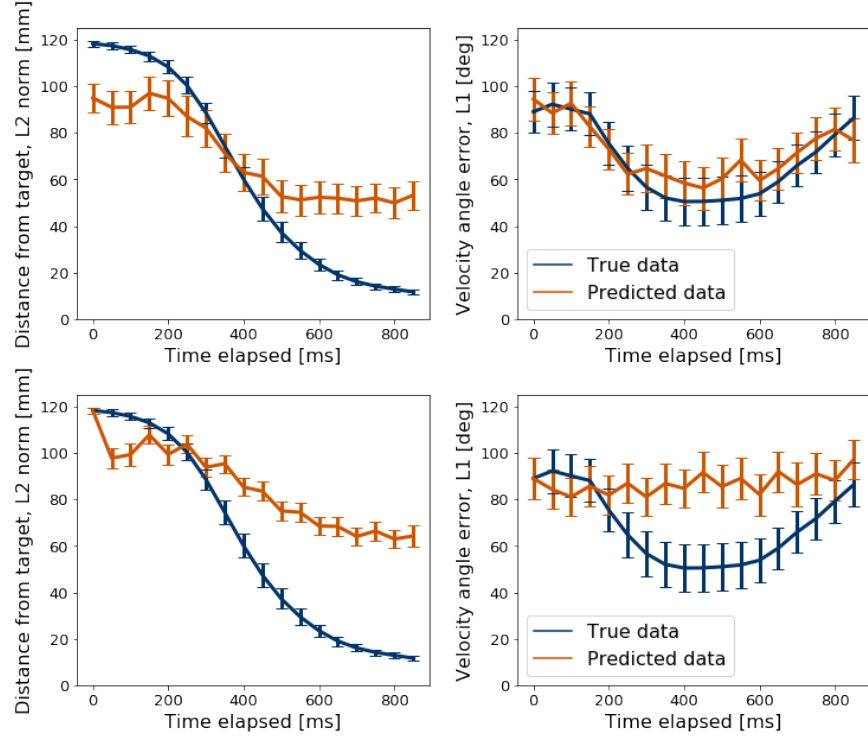 Distance from target, L2 norm [mm]
120
100
80
60
40
20
0
0 200 400 600 800
Time elapsed [ms]
Velocity angle error, L1 [deg]
120
100
80
60
40
20
0
True data
Predicted data
0 200 400 600 800
Time elapsed [ms]
Distance from target, L2 norm [mm]
120
100
80
60
40
20
0
0 200 400 600 800
Time elapsed [ms]
Velocity angle error, L1 [deg]
120
100
80
60
40
20
0
True data
Predicted data
0 200 400 600 800
Time elapsed [ms]